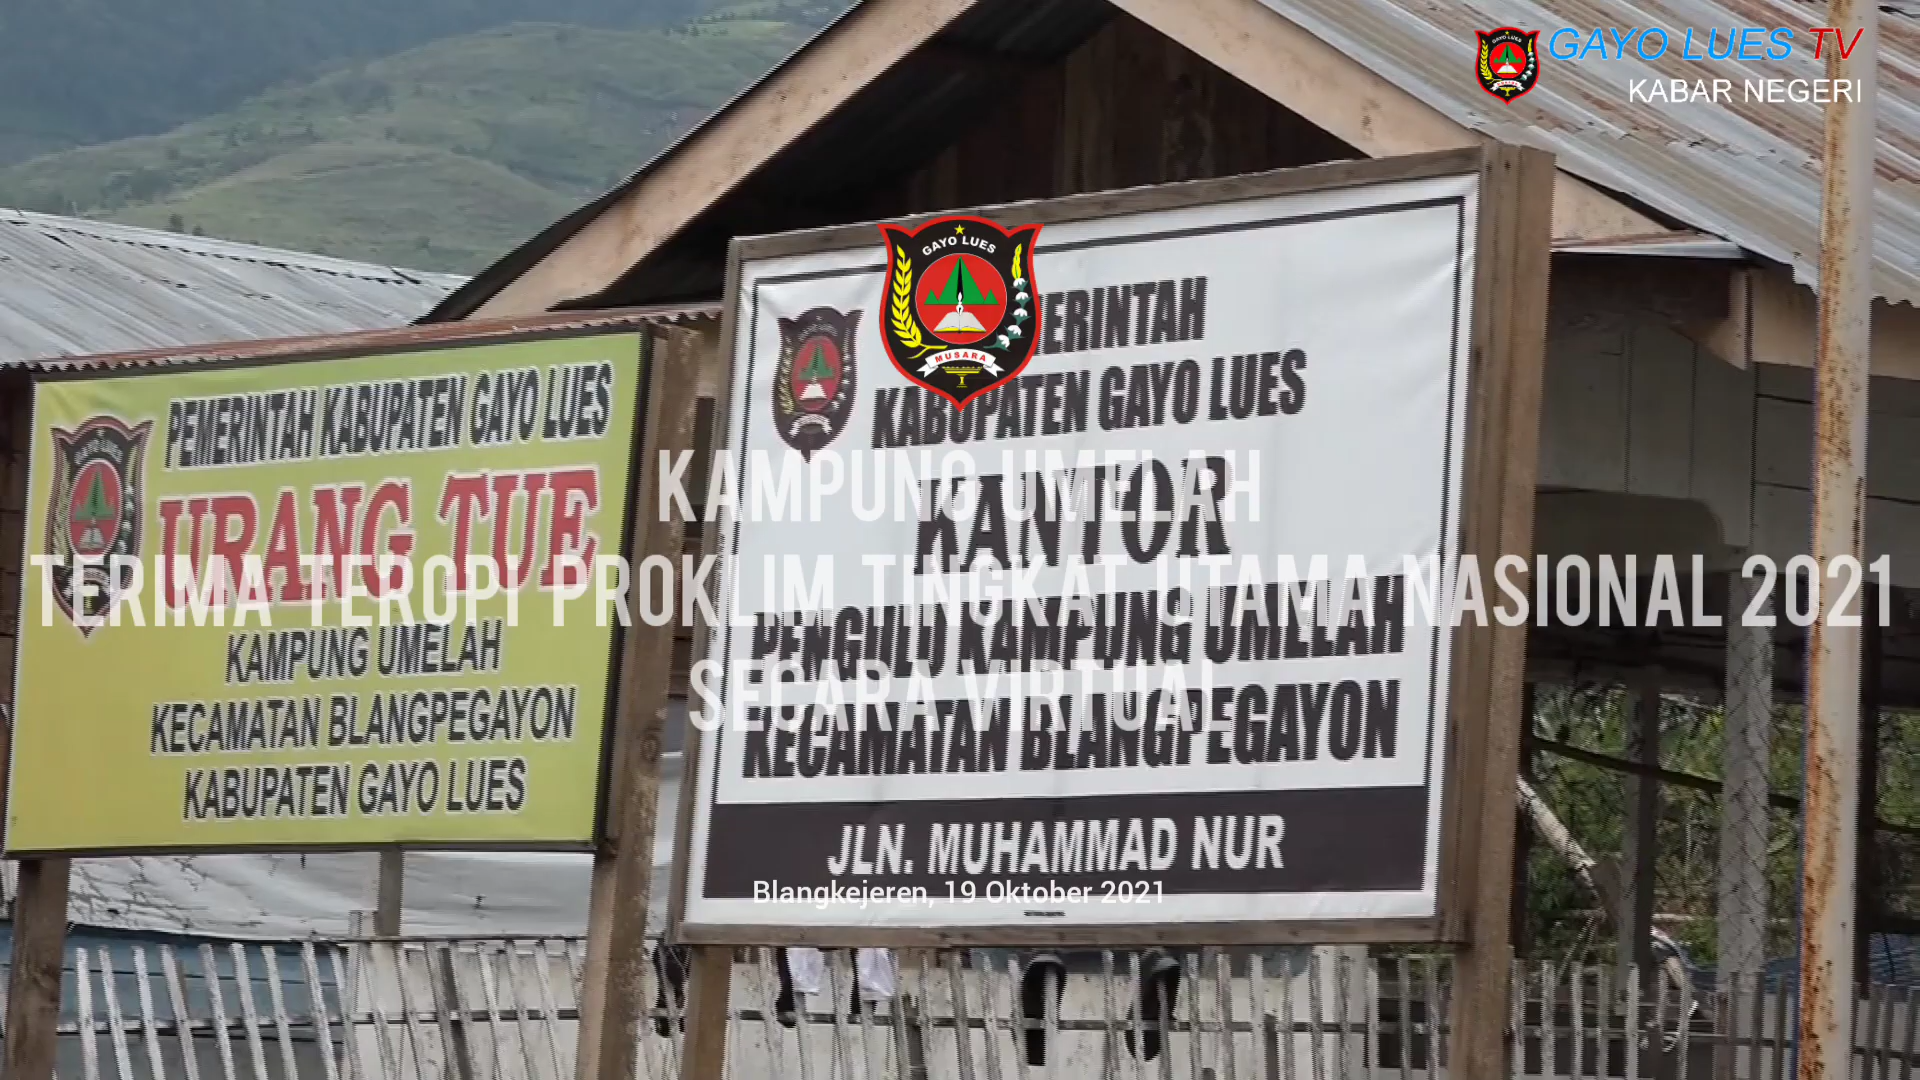 GAYO LUES TV
KABAR NEGERI
GAYO LUES
MUSARA
KAMPUNG UMELAH
TERIMA TEROPI PROKLIM TINGKAT UTAMA NASIONAL 2021
SECARA VIRTUAL
Blangkejeren, 19 Oktober 2021
PEMERINTAH KABUPATEN GAYO LUES
URANG TUE
KAMPUNG UMELAH
KECAMATAN BLANGPEGAYON
KABUPATEN GAYO LUES
ERINTAH
KABUPATEN GAYO LUES
KANTOR
PENGULU KAMPUNG UMELAH
KECAMATAN BLANGPEGAYON
JLN. MUHAMMAD NUR